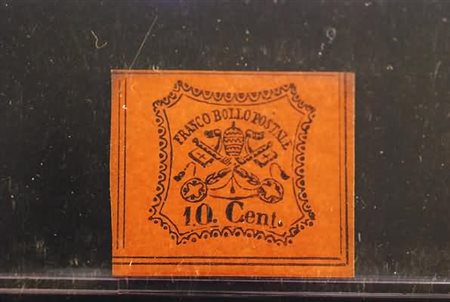 FRANCO BOLLO POSTALE
10. Cent.